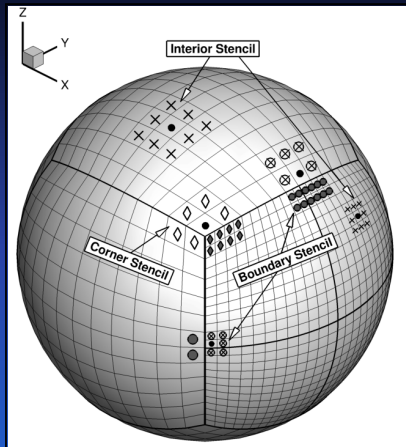 Z
Y
X
Interior Stencil
Corner Stencil
Boundary Stencil